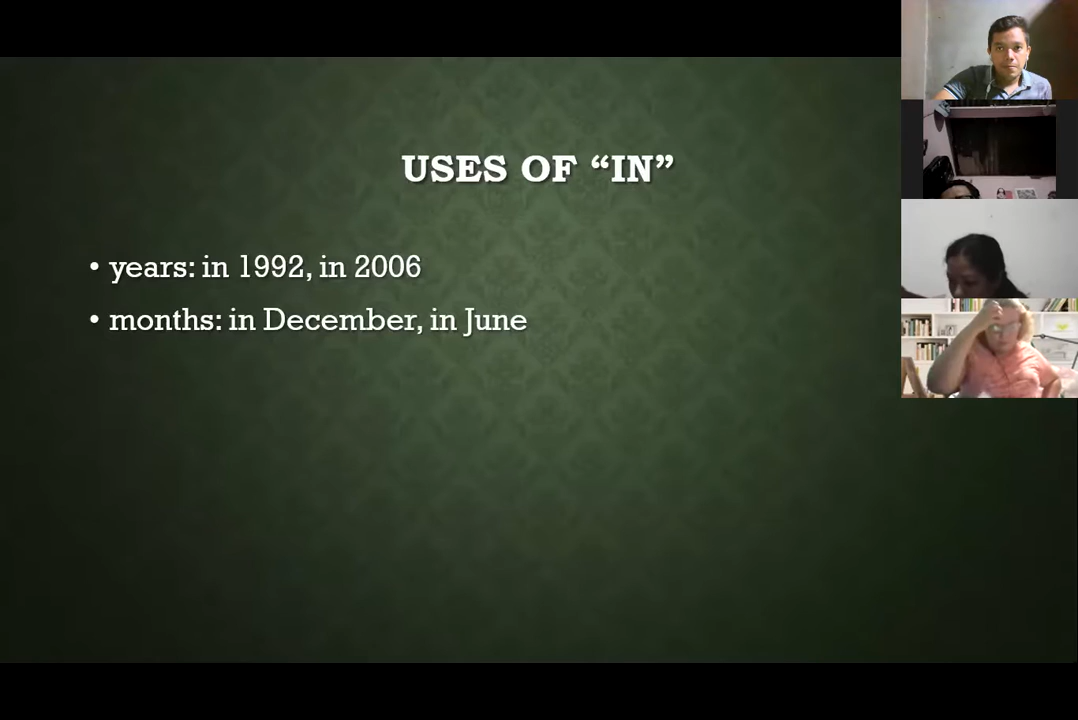 USES OF “IN”
• years: in 1992, in 2006
• months: in December, in June